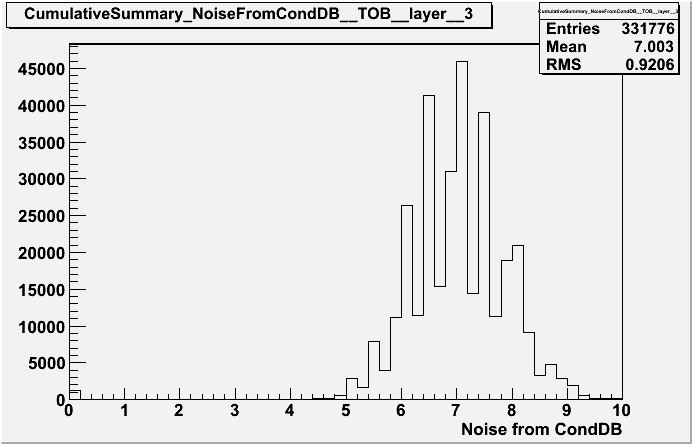 CumulativeSummary_NoiseFromCondDB__TOB__layer__3
CumulativeSummary_NoiseFromCondDB__TOB__layer__3
Entries 331776
Mean 7.003
RMS 0.9206
45000
40000
35000
30000
25000
20000
15000
10000
5000
0
0 1 2 3 4 5 6 7 8 9 10
Noise from CondDB